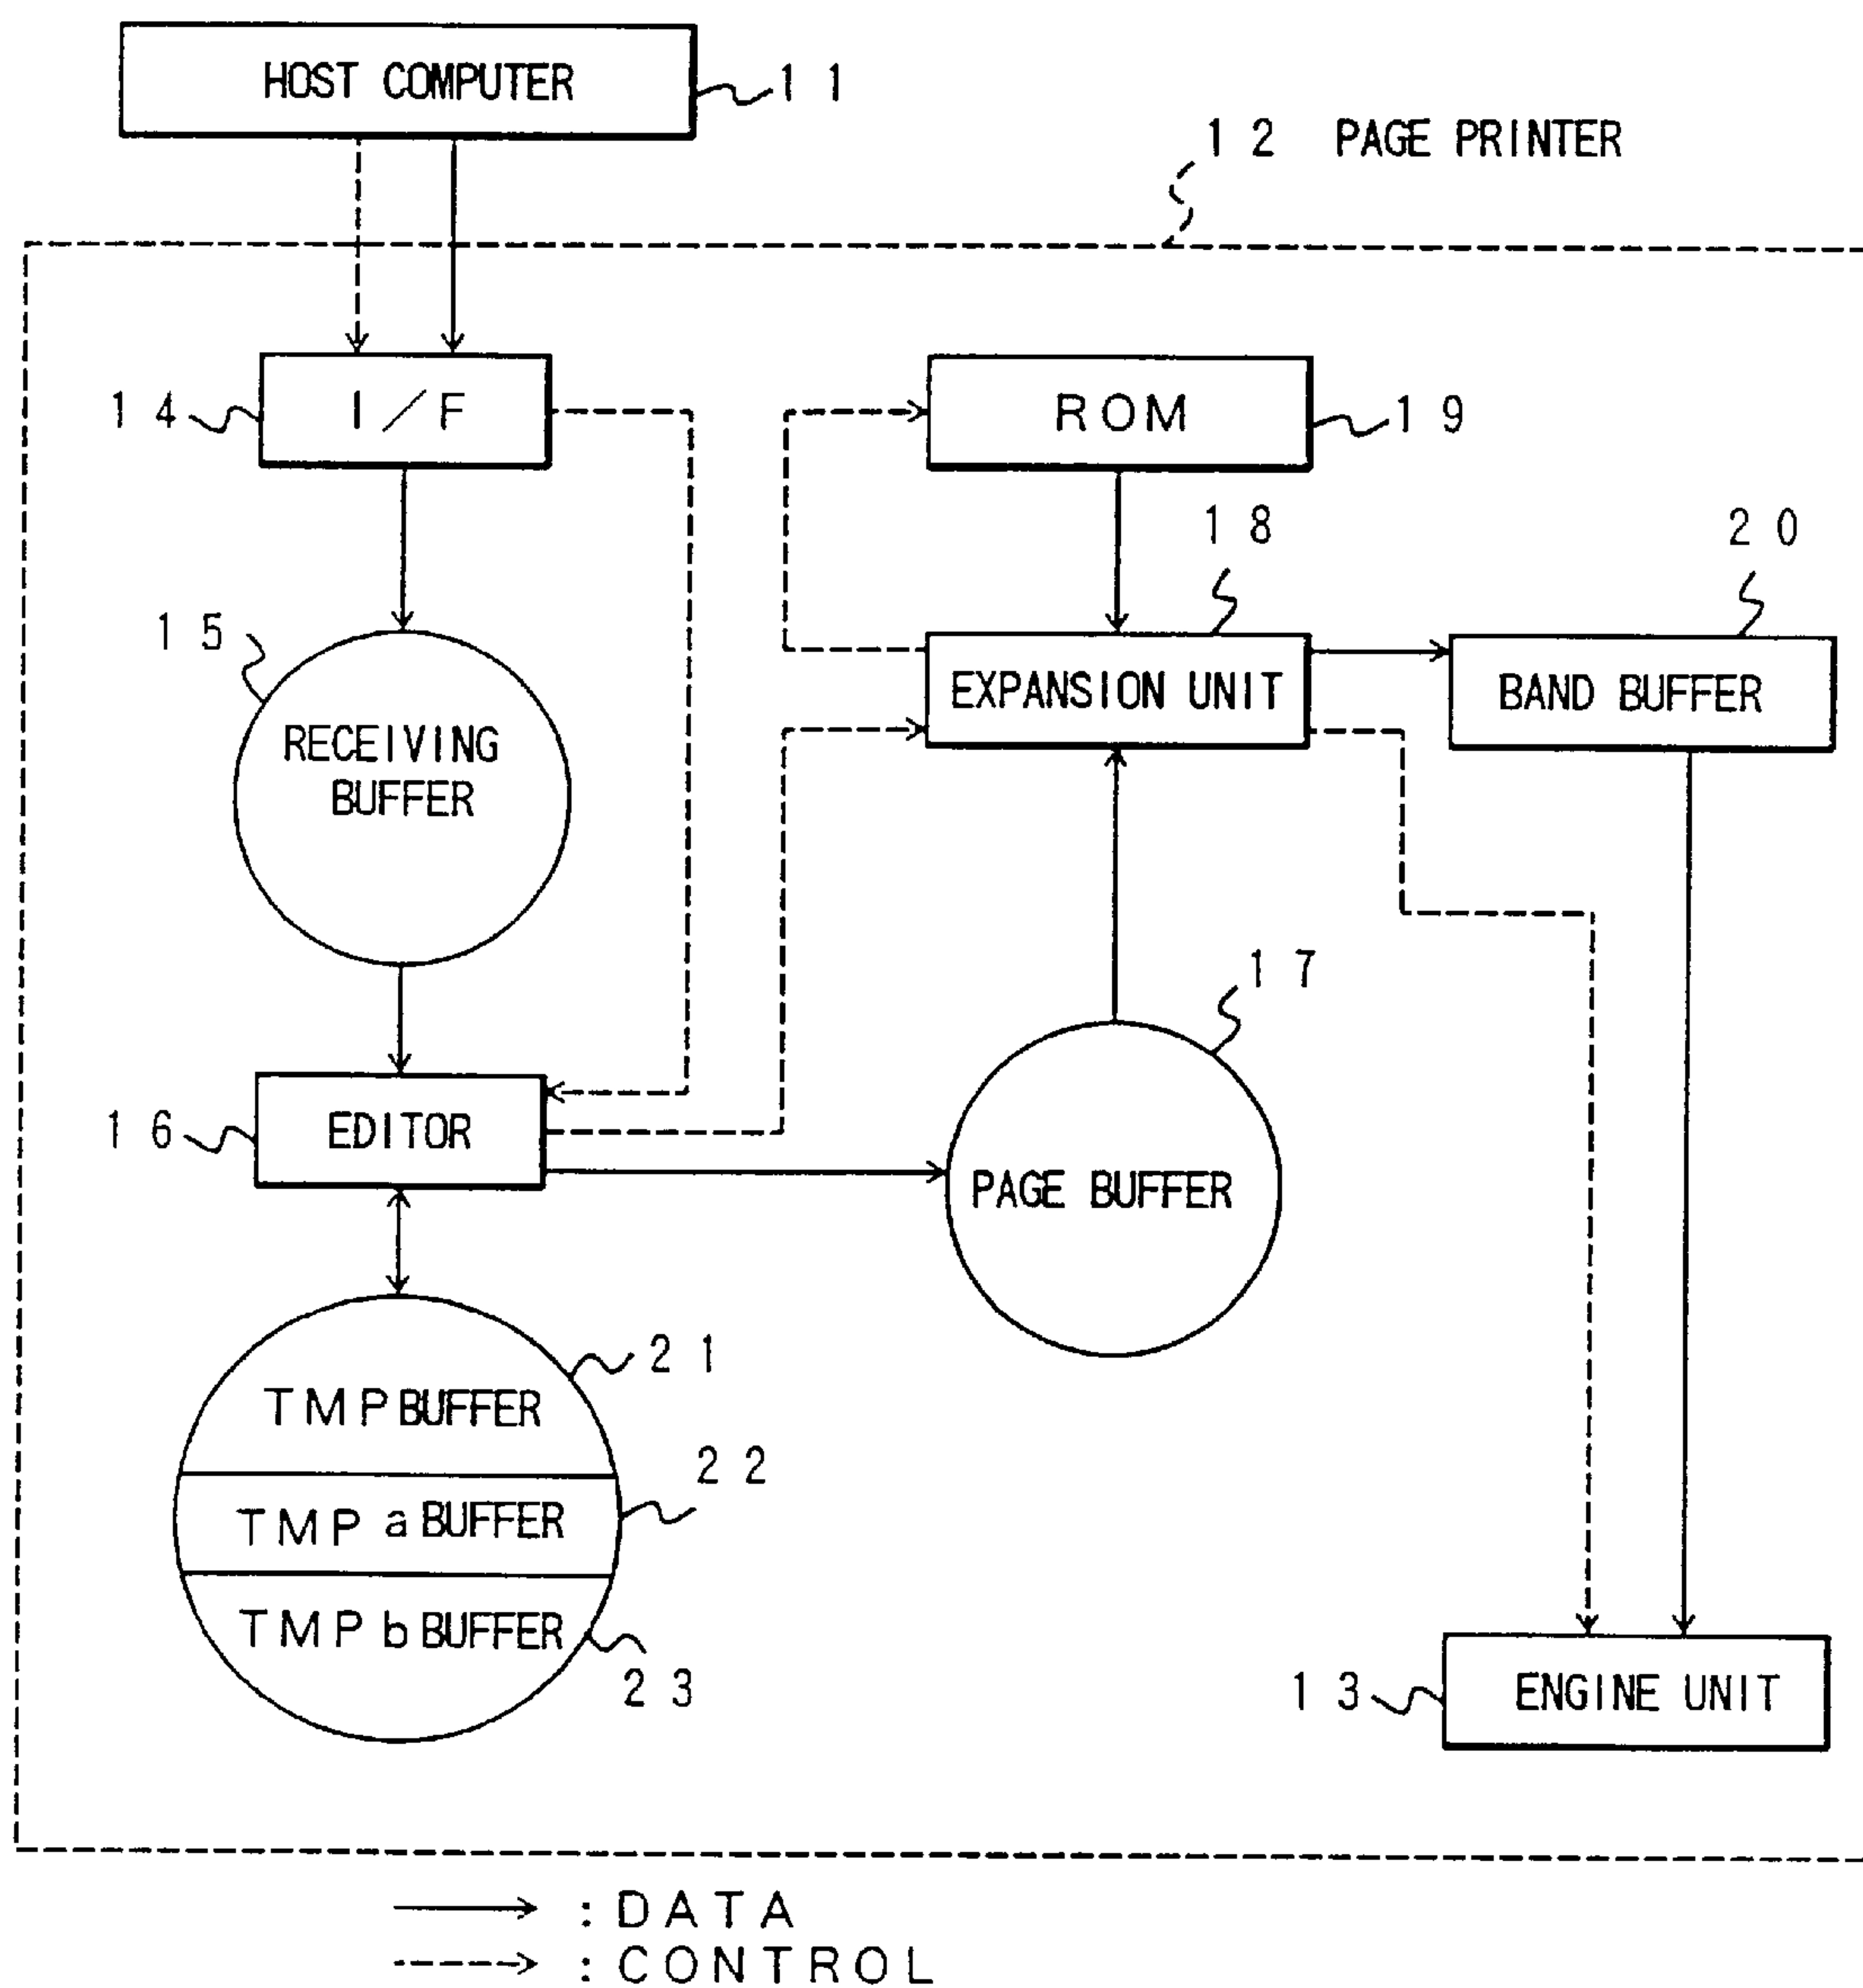 HOST COMPUTER
11
12 PAGE PRINTER
14
I/F
ROM
19
18
20
15
RECEIVING
BUFFER
EXPANSION UNIT
BAND BUFFER
17
16
EDITOR
PAGE BUFFER
21
TMP BUFFER
22
TMP a BUFFER
TMP b BUFFER
23
13
ENGINE UNIT
: DATA
: CONTROL